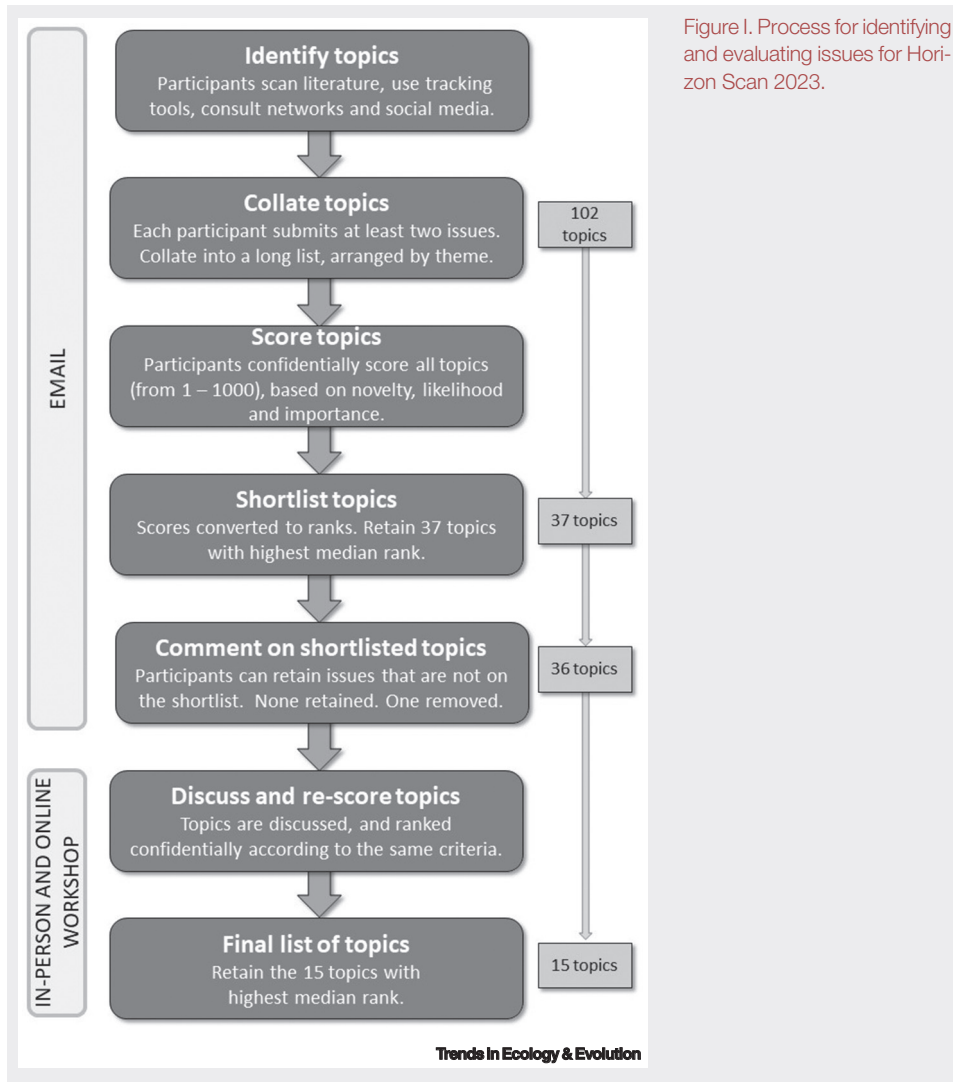 Figure I. Process for identifying
and evaluating issues for Hori-
zon Scan 2023.
EMAIL
Identify topics
Participants scan literature, use tracking
tools, consult networks and social media.
Collate topics
Each participant submits at least two issues.
Collate into a long list, arranged by theme.
102
topics
Score topics
Participants confidentially score all topics
(from 1 – 1000), based on novelty, likelihood
and importance.
Shortlist topics
Scores converted to ranks. Retain 37 topics
with highest median rank.
37 topics
Comment on shortlisted topics
Participants can retain issues that are not on
the shortlist. None retained. One removed.
36 topics
IN-PERSON AND ONLINE
WORKSHOP
Discuss and re-score topics
Topics are discussed, and ranked
confidentially according to the same criteria.
Final list of topics
Retain the 15 topics with
highest median rank.
15 topics
Trends in Ecology & Evolution